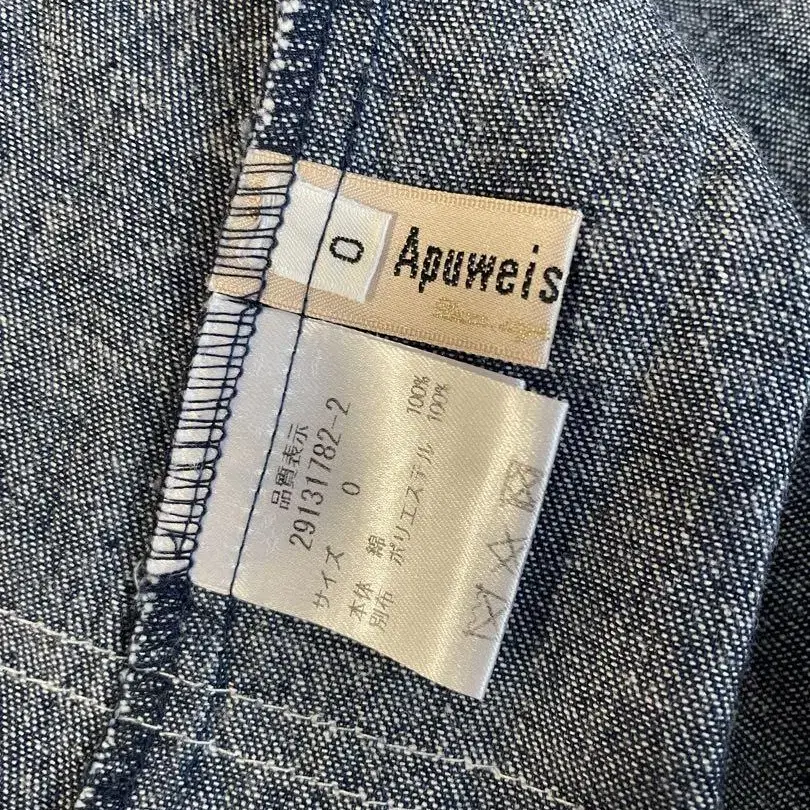 0
Apuweis
品質表示
29131782-2
サイズ 0
本体 綿 100%
別布 ポリエステル 100%